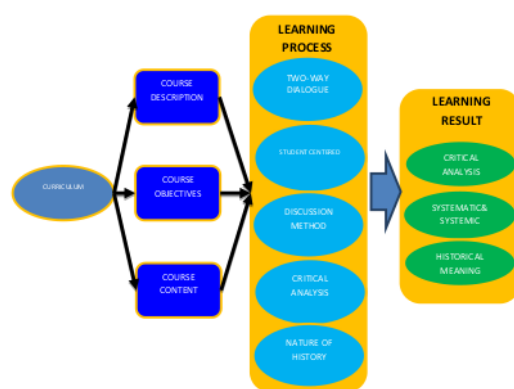 CURRICULUM
COURSE
DESCRIPTION
COURSE
OBJECTIVES
COURSE
CONTENT
LEARNING
PROCESS
TWO-WAY
DIALOGUE
STUDENT CENTERED
DISCUSSION
METHOD
CRITICAL
ANALYSIS
NATURE OF
HISTORY
LEARNING
RESULT
CRITICAL
ANALYSIS
SYSTEMATIC&
SYSTEMIC
HISTORICAL
MEANING